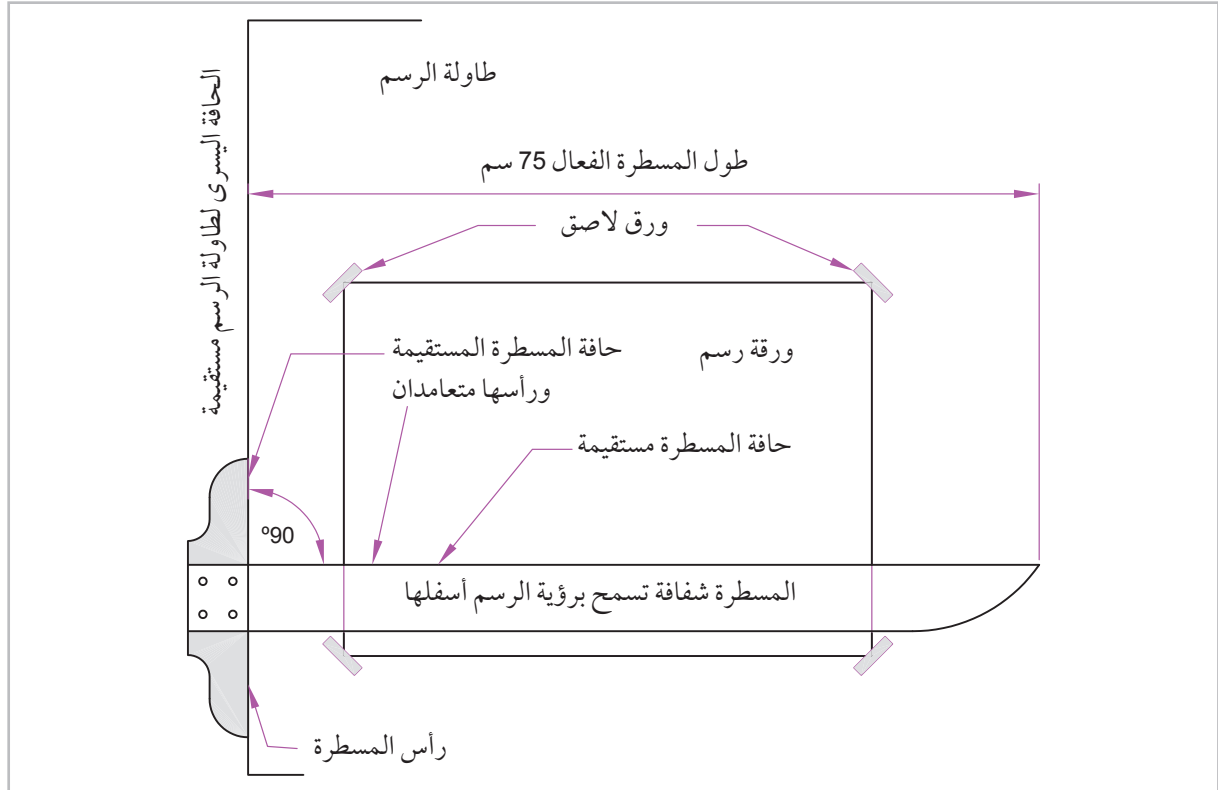 طاولة الرسم
الحافة اليسرى لطاولة الرسم مستقيمة
طول المسطرة الفعال 75 سم
ورق لاصق
ورقة رسم
حافة المسطرة المستقيمة
ورأسها متعامدان
حافة المسطرة مستقيمة
º90
المسطرة شفافة تسمح برؤية الرسم أسفلها
رأس المسطرة